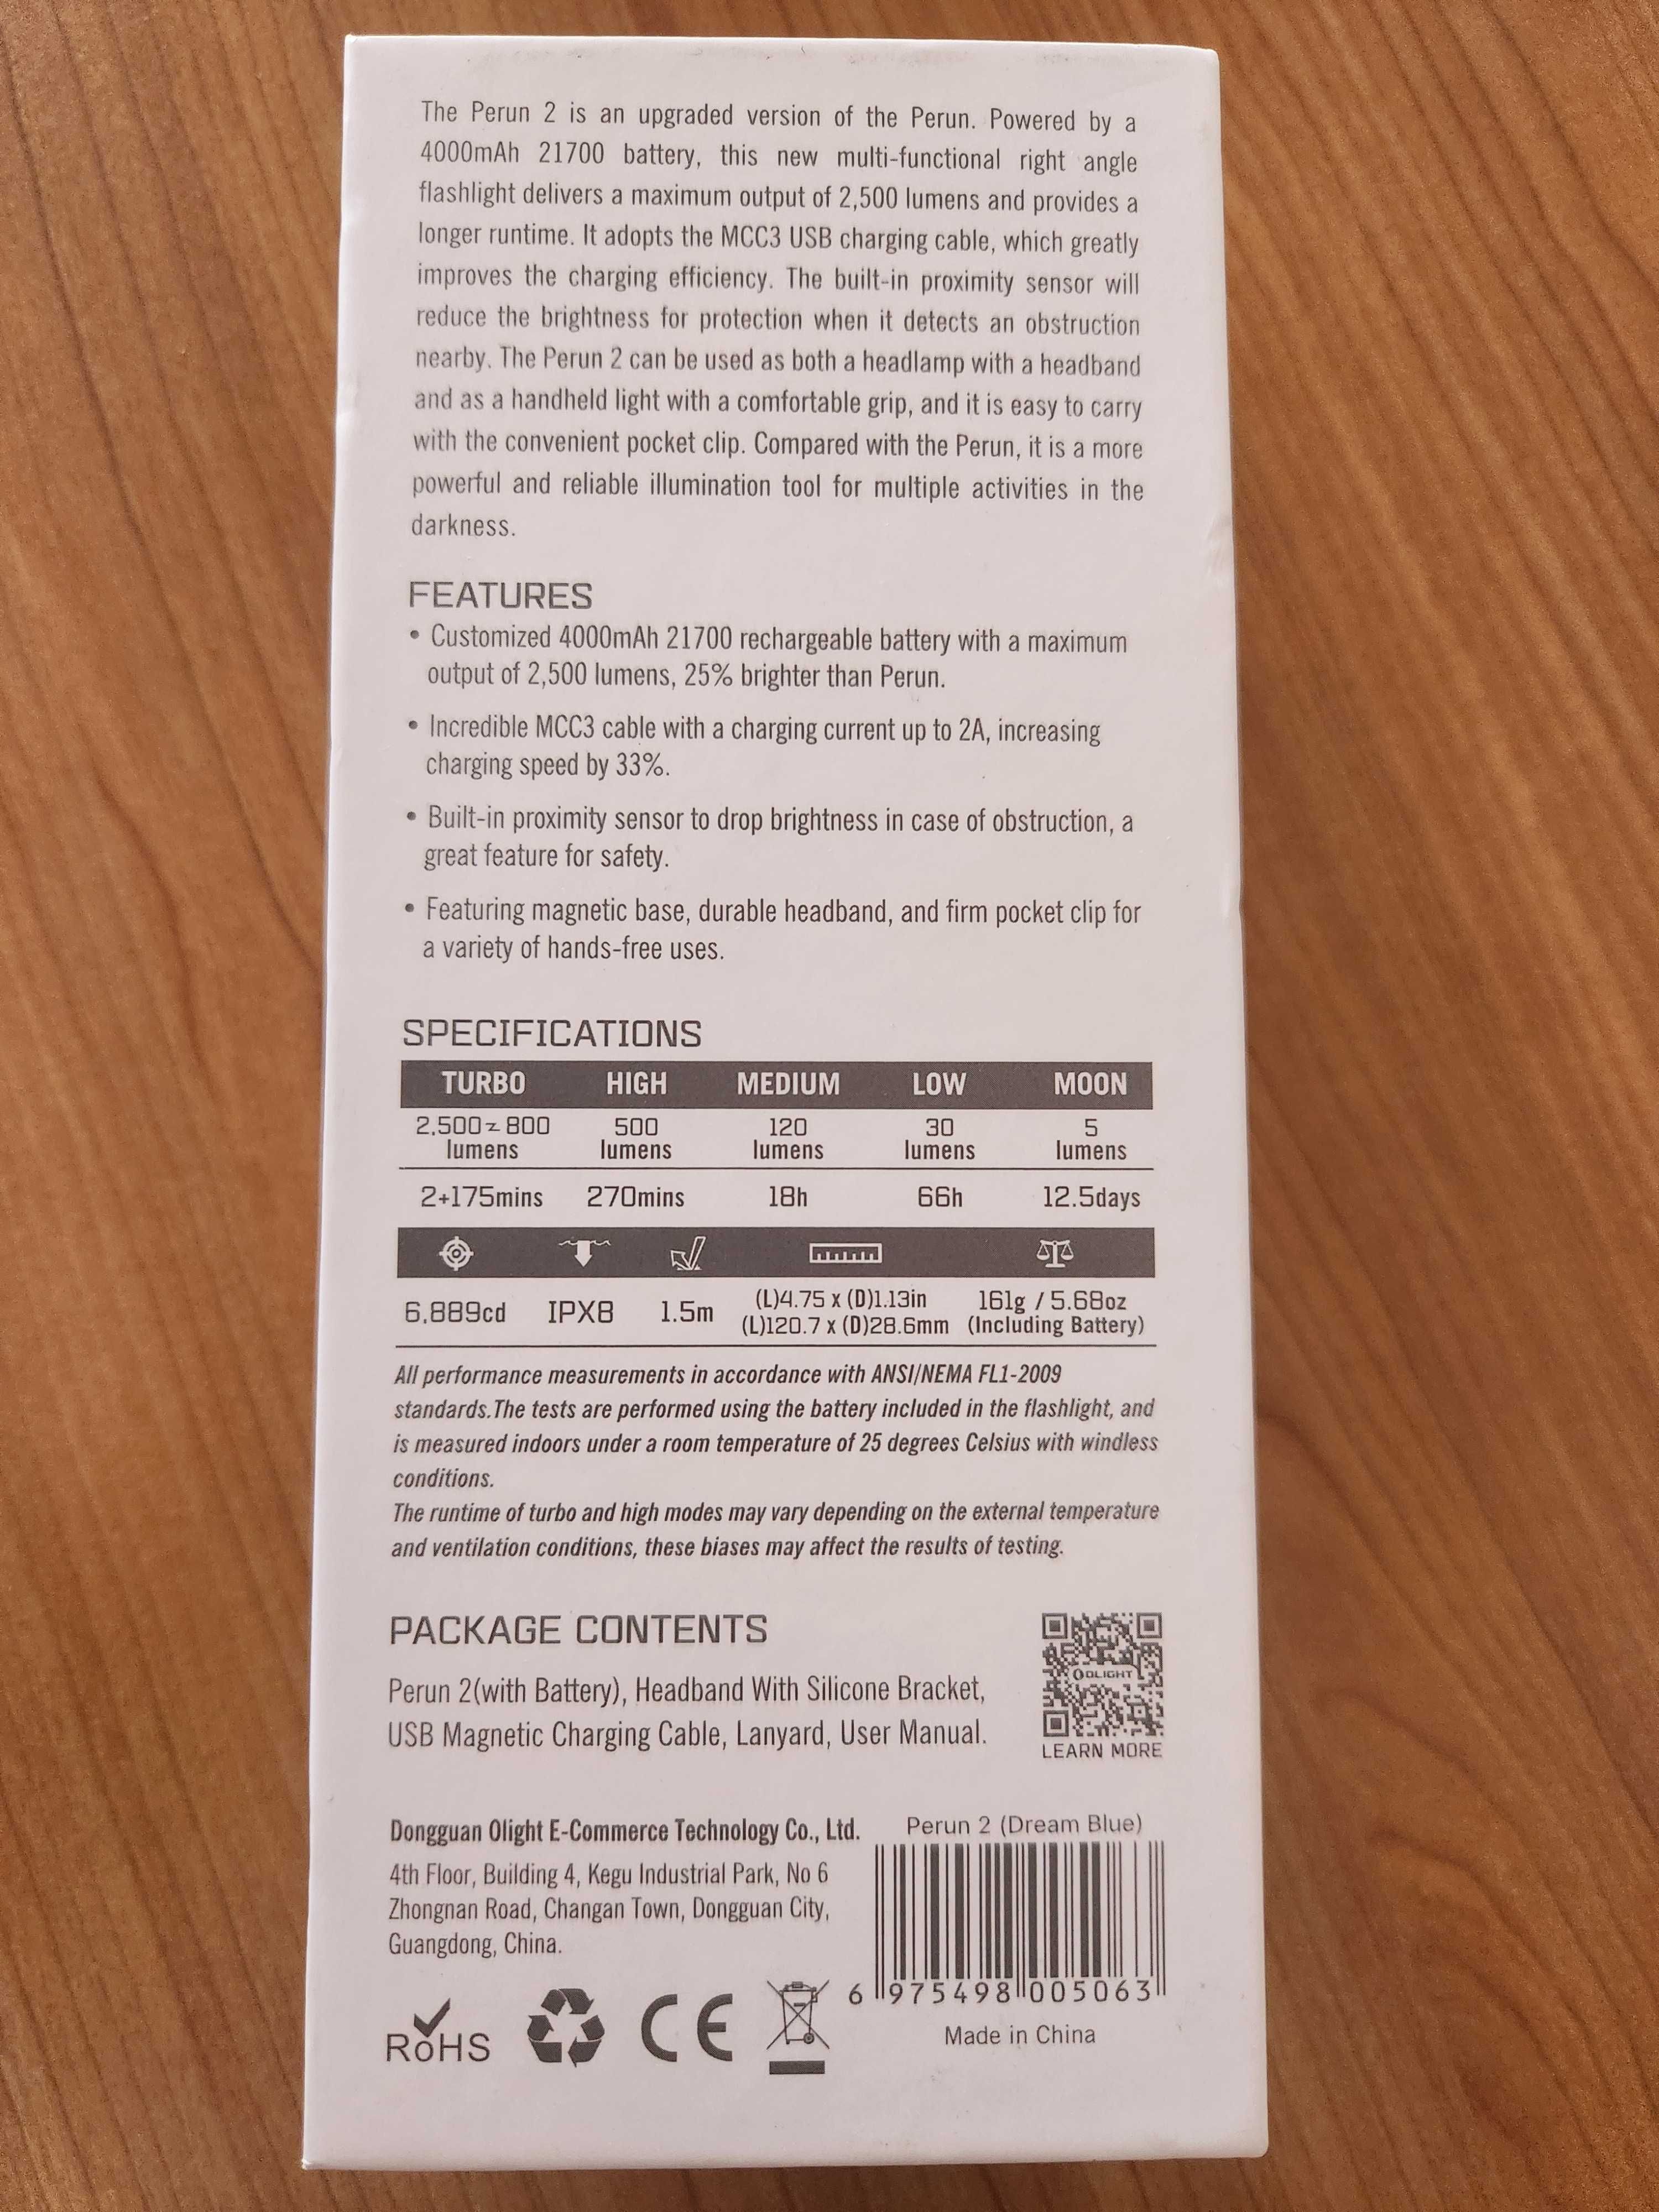 The Perun 2 is an upgraded version of the Perun. Powered by a
4000mAh 21700 battery, this new multi-functional right angle
flashlight delivers a maximum output of 2,500 lumens and provides a
longer runtime. It adopts the MCC3 USB charging cable, which greatly
improves the charging efficiency. The built-in proximity sensor will
reduce the brightness for protection when it detects an obstruction
nearby. The Perun 2 can be used as both a headlamp with a headband
and as a handheld light with a comfortable grip, and it is easy to carry
with the convenient pocket clip. Compared with the Perun, it is a more
powerful and reliable illumination tool for multiple activities in the
darkness.
FEATURES
• Customized 4000mAh 21700 rechargeable battery with a maximum
output of 2,500 lumens, 25% brighter than Perun.
• Incredible MCC3 cable with a charging current up to 2A, increasing
charging speed by 33%.
• Built-in proximity sensor to drop brightness in case of obstruction, a
great feature for safety.
• Featuring magnetic base, durable headband, and firm pocket clip for
a variety of hands-free uses.
SPECIFICATIONS
TURBO HIGH MEDIUM LOW MOON
2,500~800 500 120 30 5
lumens lumens lumens lumens lumens
2+175mins 270mins 18h 66h 12.5days
6,889cd IPX8 1.5m (L)4.75 x (D)1.13in 161g / 5.68oz
(L)120.7 x (D)28.6mm (Including Battery)
All performance measurements in accordance with ANSI/NEMA FL1-2009
standards.The tests are performed using the battery included in the flashlight, and
is measured indoors under a room temperature of 25 degrees Celsius with windless
conditions.
The runtime of turbo and high modes may vary depending on the external temperature
and ventilation conditions, these biases may affect the results of testing.
PACKAGE CONTENTS
Perun 2(with Battery), Headband With Silicone Bracket,
USB Magnetic Charging Cable, Lanyard, User Manual.
OLIGHT
LEARN MORE
Dongguan Olight E-Commerce Technology Co., Ltd.
4th Floor, Building 4, Kegu Industrial Park, No 6
Zhongnan Road, Changan Town, Dongguan City,
Guangdong, China.
Perun 2 (Dream Blue)
6 975498 005063
Made in China
RoHS CE